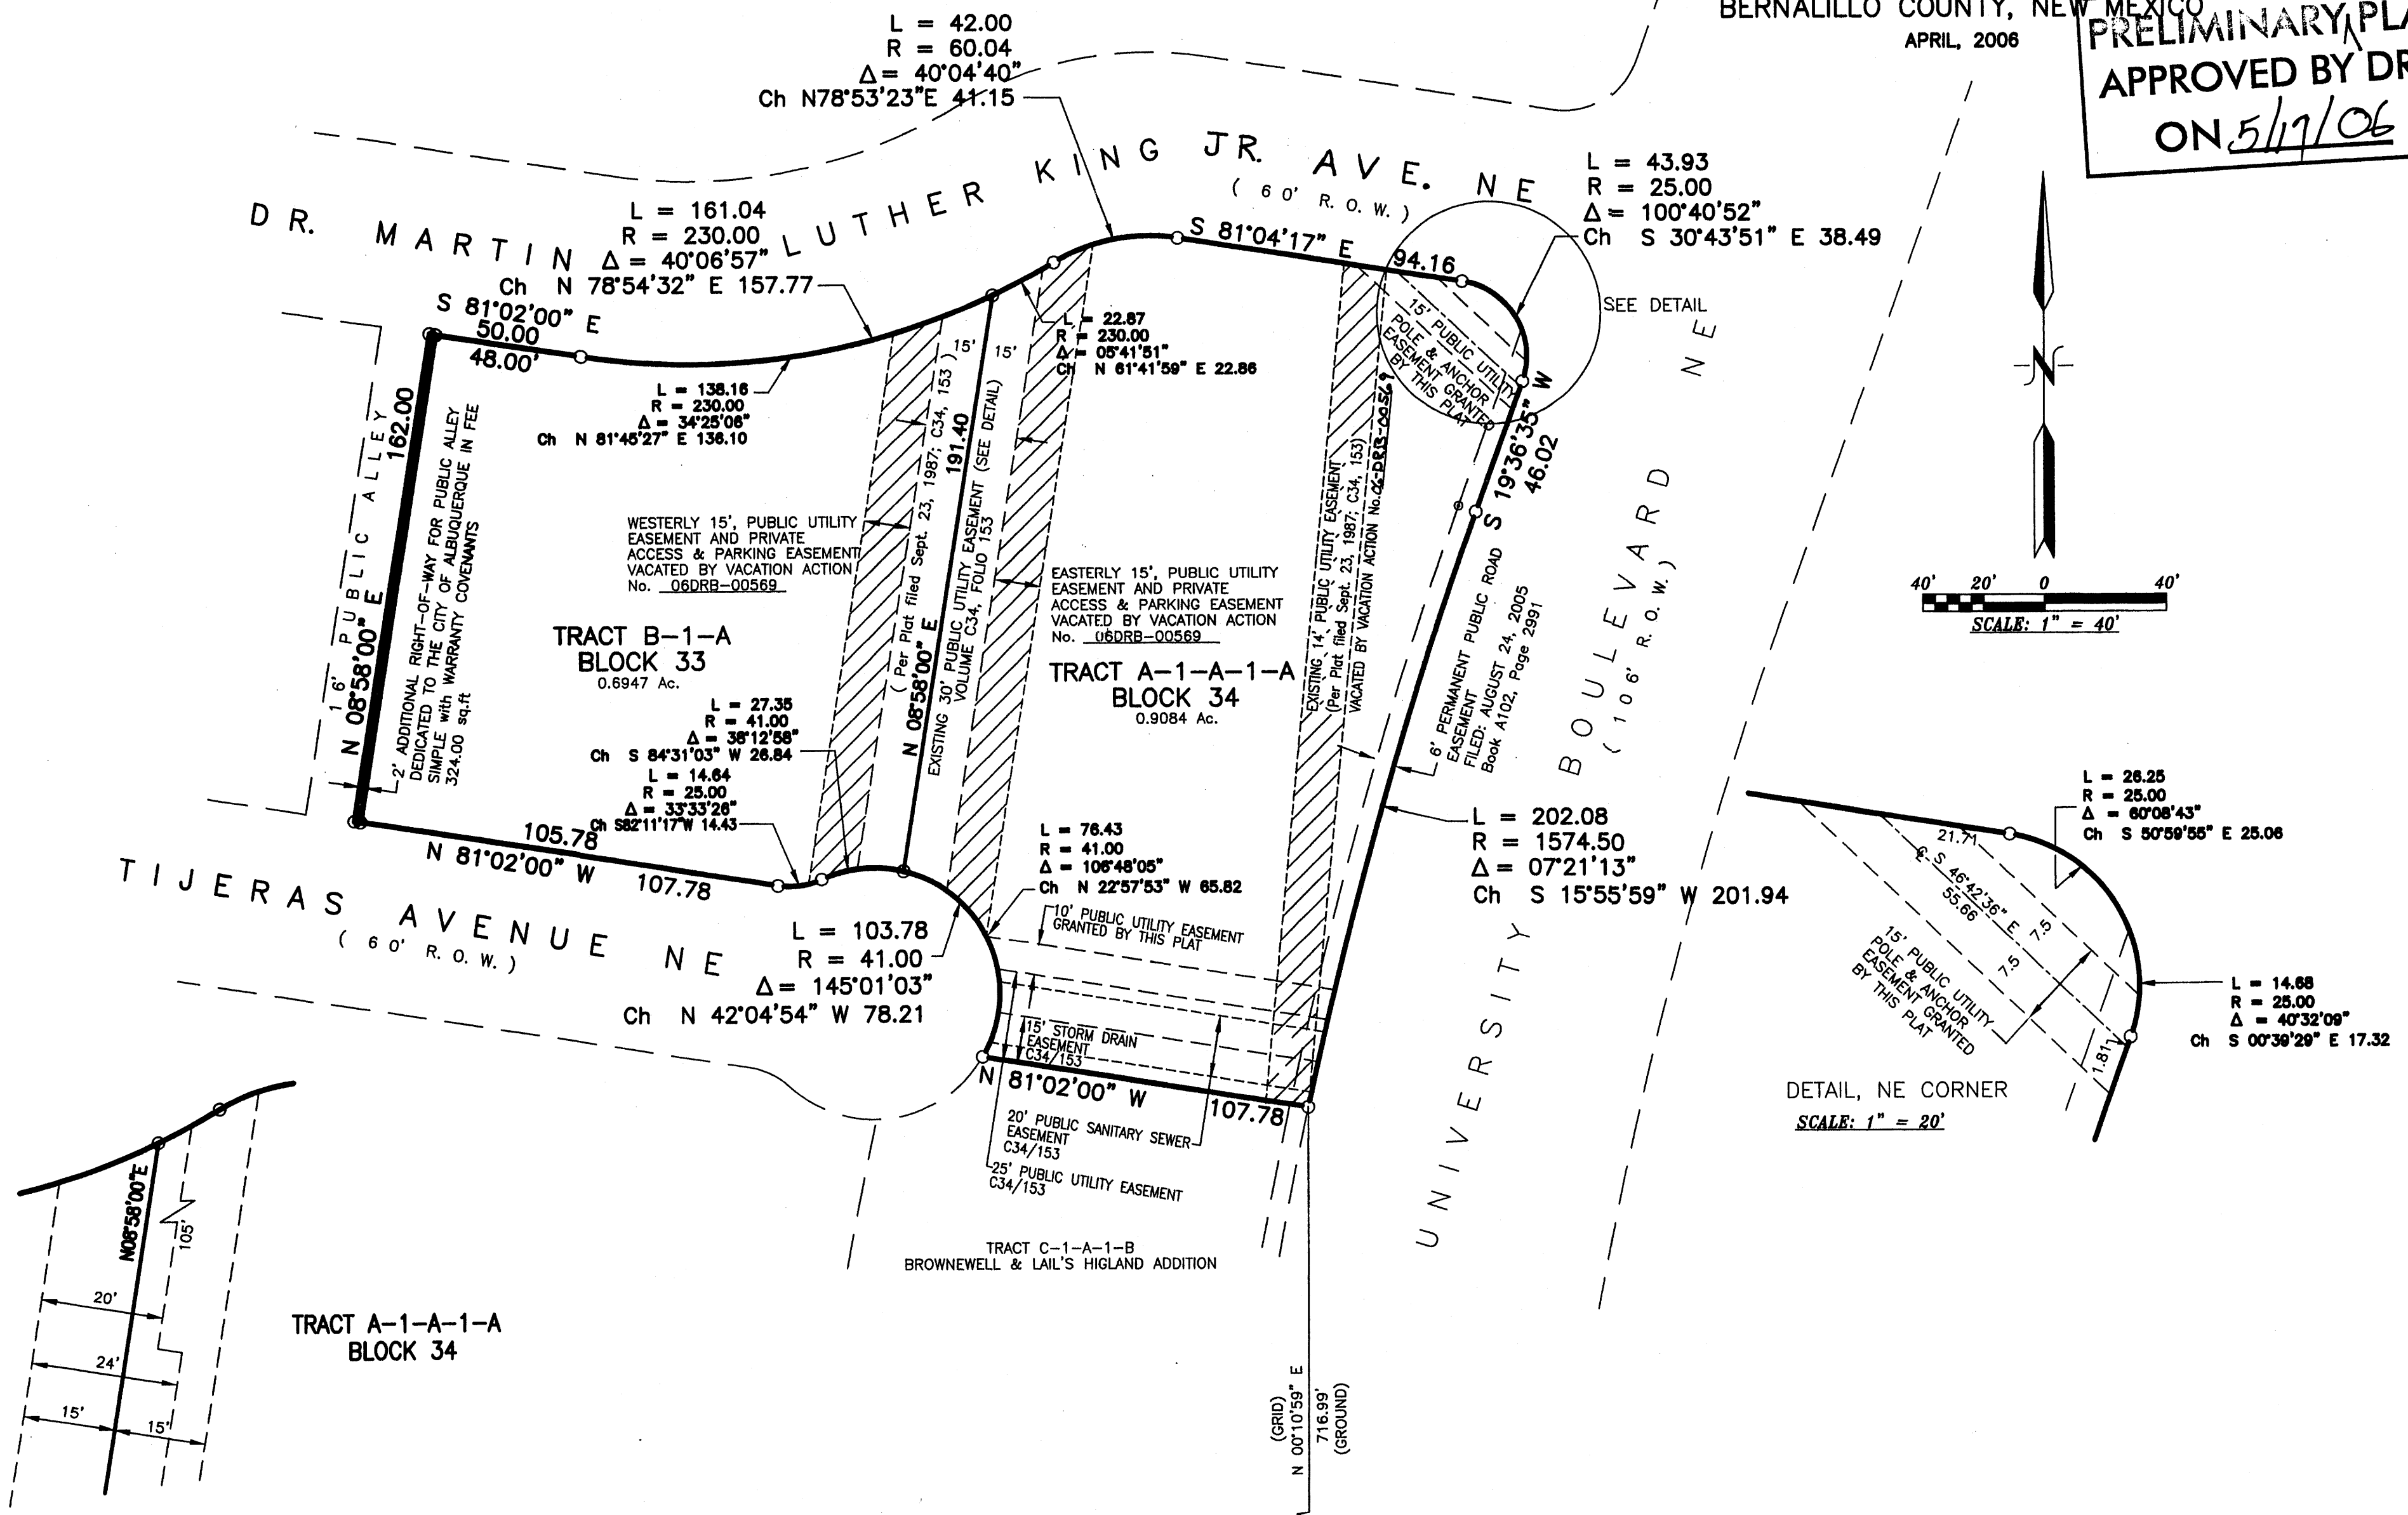 BERNALILLO COUNTY, NEW MEXICO
APRIL, 2006
PRELIMINARY
APPROVED BY
ON 5/17/06
L = 42.00
R = 60.04
Δ = 40°04'40"
Ch N78°53'23"E 41.15
DR. MARTIN LUTHER KING JR. AVE. NE
( 60' R. O. W. )
L = 161.04
R = 230.00
Δ = 40°06'57"
Ch N 78°54'32" E 157.77
L = 43.93
R = 25.00
Δ = 100°40'52"
Ch S 30°43'51" E 38.49
S 81°04'17" E
94.16
SEE DETAIL
S 81°02'00" E
50.00
48.00'
L = 22.87
R = 230.00
Δ = 05°41'51"
Ch N 61°41'59" E 22.86
L = 138.16
R = 230.00
Δ = 34°25'06"
Ch N 81°45'27" E 136.10
15'
15'
15' PUBLIC UTILITY
POLE & ANCHOR
EASEMENT GRANTED
BY THIS PLAT
S 19°36'35" W
46.02
16' PUBLIC ALLEY
162.00
N 08°58'00" E
2' ADDITIONAL RIGHT-OF-WAY FOR PUBLIC ALLEY
DEDICATED TO THE CITY OF ALBUQUERQUE IN FEE
SIMPLE with WARRANTY COVENANTS
324.00 sq.ft
WESTERLY 15', PUBLIC UTILITY
EASEMENT AND PRIVATE
ACCESS & PARKING EASEMENT
VACATED BY VACATION ACTION
No. 06DRB-00569
( Per Plat filed Sept. 23, 1987; C34, 153 )
191.40
N 08°58'00" E
EXISTING 30' PUBLIC UTILITY EASEMENT (SEE DETAIL)
VOLUME C34, FOLIO 153
EASTERLY 15', PUBLIC UTILITY
EASEMENT AND PRIVATE
ACCESS & PARKING EASEMENT
VACATED BY VACATION ACTION
No. 06DRB-00569
EXISTING 14' PUBLIC UTILITY EASEMENT
(Per Plat filed Sept. 23, 1987; C34, 153)
VACATED BY VACATION ACTION No. 06-DRB-00569
TRACT B-1-A
BLOCK 33
0.6947 Ac.
TRACT A-1-A-1-A
BLOCK 34
0.9084 Ac.
6' PERMANENT PUBLIC ROAD
EASEMENT
FILED: AUGUST 24, 2005
Book A102, Page 2991
UNIVERSITY BOULEVARD NE
( 106' R. O. W. )
N
40' 20' 0 40'
SCALE: 1" = 40'
L = 27.35
R = 41.00
Δ = 38°12'58"
Ch S 84°31'03" W 26.84
L = 14.64
R = 25.00
Δ = 33°33'26"
Ch S82°11'17"W 14.43
105.78
N 81°02'00" W
107.78
TIJERAS AVENUE NE
( 60' R. O. W. )
L = 76.43
R = 41.00
Δ = 106°48'05"
Ch N 22°57'53" W 65.82
L = 103.78
R = 41.00
Δ = 145°01'03"
Ch N 42°04'54" W 78.21
10' PUBLIC UTILITY EASEMENT
GRANTED BY THIS PLAT
L = 202.08
R = 1574.50
Δ = 07°21'13"
Ch S 15°55'59" W 201.94
15' STORM DRAIN
EASEMENT
C34/153
N 81°02'00" W
107.78
20' PUBLIC SANITARY SEWER
EASEMENT
C34/153
25' PUBLIC UTILITY EASEMENT
C34/153
TRACT C-1-A-1-B
BROWNEWELL & LAIL'S HIGLAND ADDITION
(GRID)
N 00°10'59" E
716.99'
(GROUND)
L = 26.25
R = 25.00
Δ = 60°08'43"
Ch S 50°59'55" E 25.06
21.71
℄ S 46°42'36" E
55.66
7.5
7.5
15' PUBLIC UTILITY
POLE & ANCHOR
EASEMENT GRANTED
BY THIS PLAT
1.81
L = 14.68
R = 25.00
Δ = 40°32'09"
Ch S 00°39'29" E 17.32
DETAIL, NE CORNER
SCALE: 1" = 20'
N08°58'00"E
105'
20'
24'
15'
15'
TRACT A-1-A-1-A
BLOCK 34